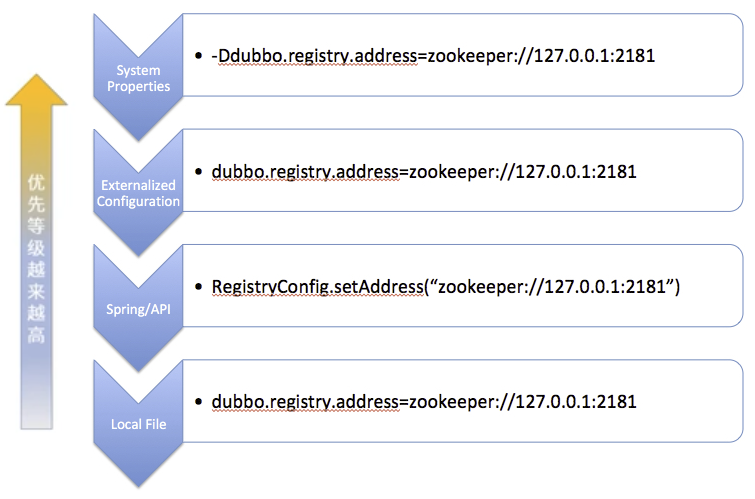 System
Properties
• -Ddubbo.registry.address=zookeeper://127.0.0.1:2181
Externalized
Configuration
• dubbo.registry.address=zookeeper://127.0.0.1:2181
Spring/API
• RegistryConfig.setAddress(“zookeeper://127.0.0.1:2181”)
Local File
• dubbo.registry.address=zookeeper://127.0.0.1:2181
优先等级越来越高